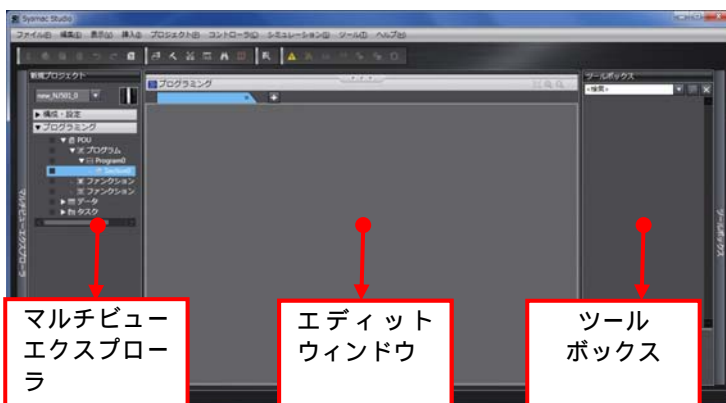 Sysmac Studio
ファイル(F) 編集(E) 表示(V) 挿入(I) プロジェクト(P) コントローラ(C) シミュレーション(S) ツール(T) ヘルプ(H)
新規プロジェクト
new_NJ501_0
▶ 構成・設定
▼ プログラミング
▼ POU
▼ プログラム
▼ Program0
Section0
ファンクション
ファンクション
▶ データ
▶ タスク
マルチビューエクスプローラ
プログラミング
ツールボックス
<検索>
ツールボックス
マルチビュー
エクスプロー
ラ
エディット
ウィンドウ
ツール
ボックス